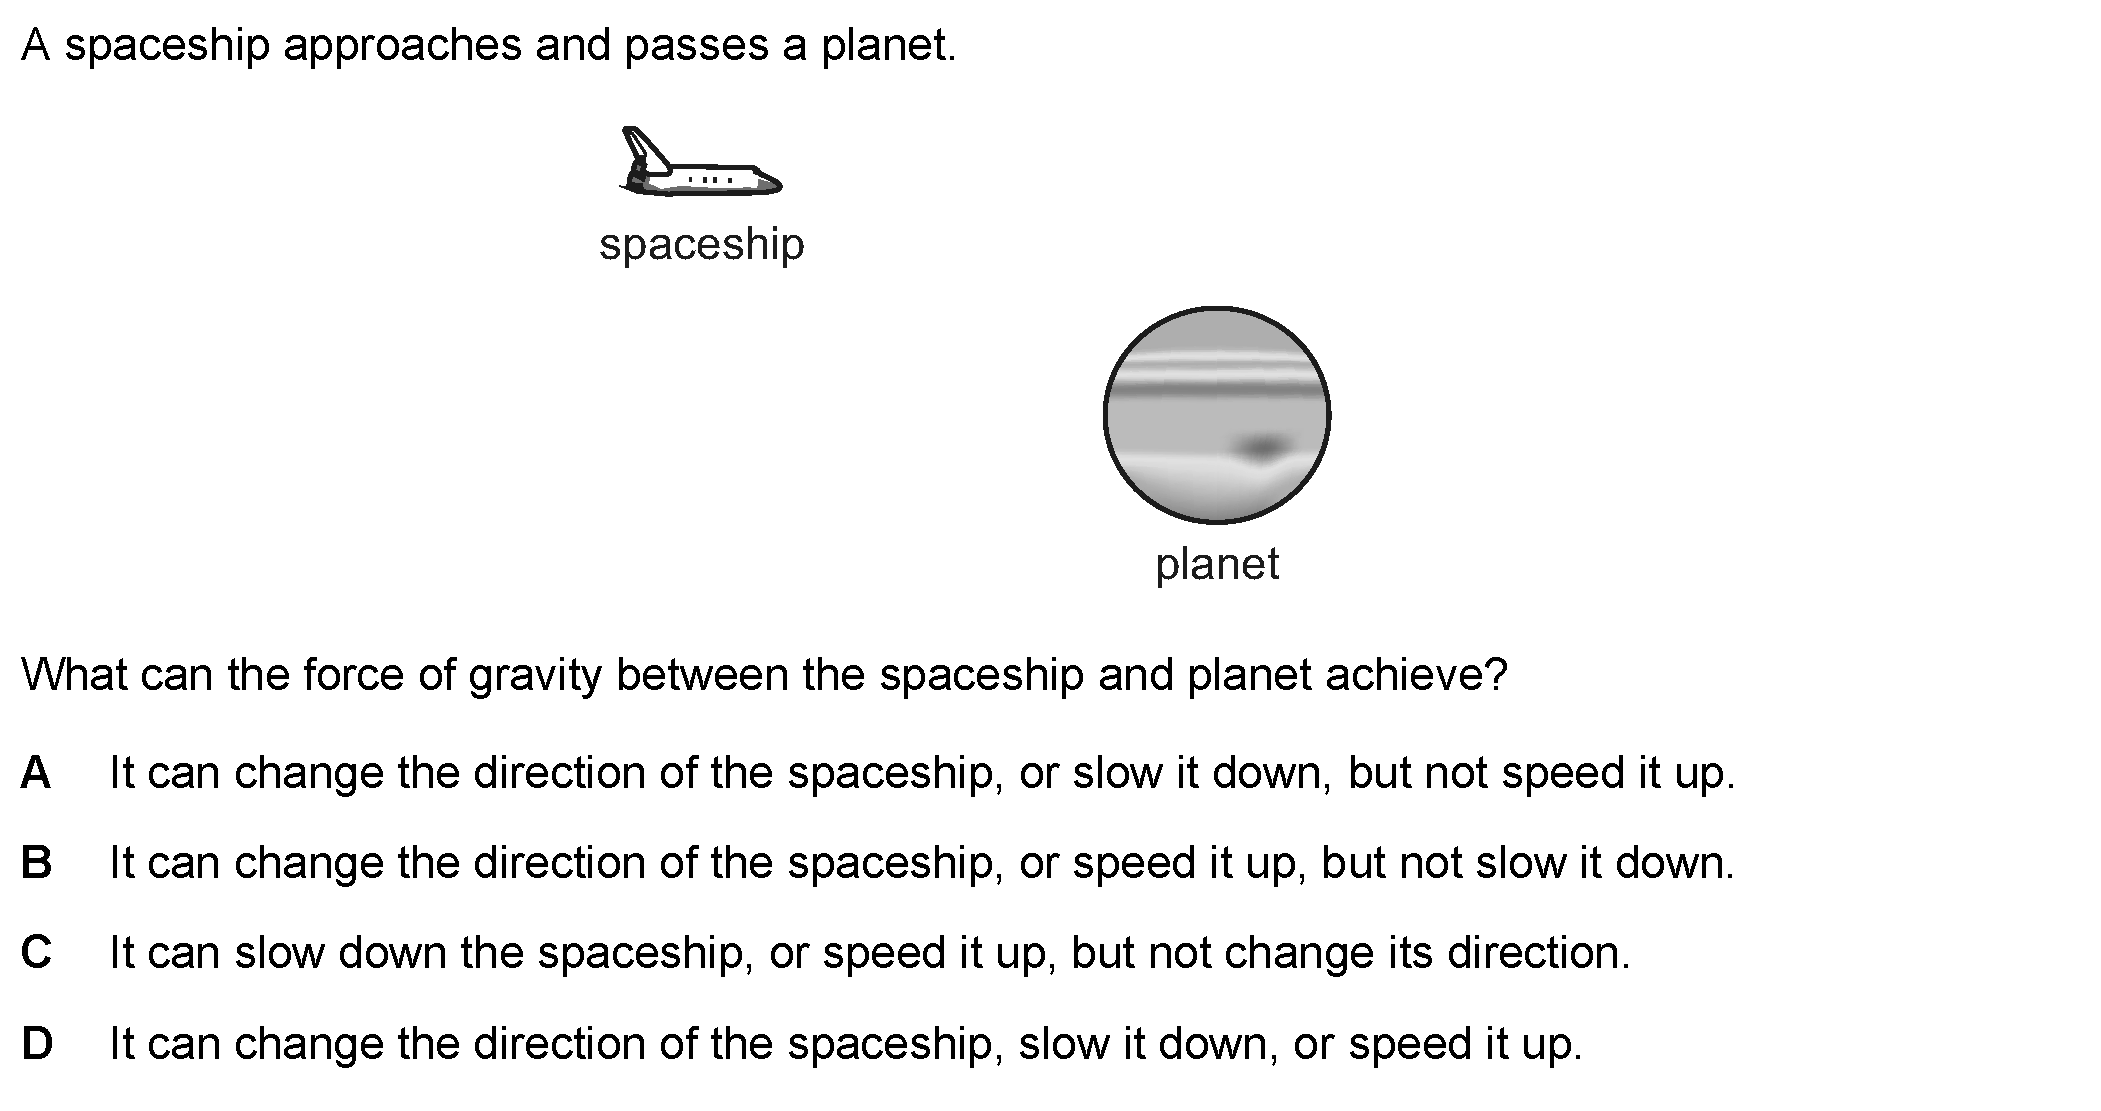 A spaceship approaches and passes a planet.
spaceship
planet
What can the force of gravity between the spaceship and planet achieve?
A It can change the direction of the spaceship, or slow it down, but not speed it up.
B It can change the direction of the spaceship, or speed it up, but not slow it down.
C It can slow down the spaceship, or speed it up, but not change its direction.
D It can change the direction of the spaceship, slow it down, or speed it up.